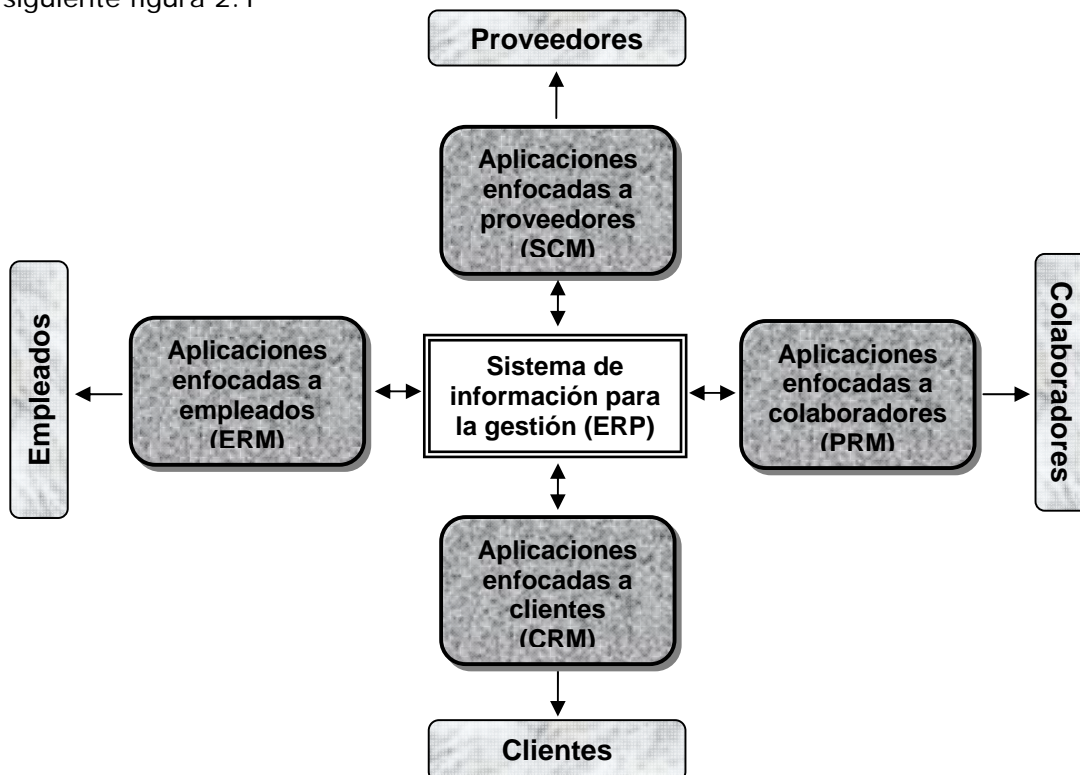 siguiente figura 2.1
Proveedores
Aplicaciones
enfocadas a
proveedores
(SCM)
Empleados
Aplicaciones
enfocadas a
empleados
(ERM)
Sistema de
información para
la gestión (ERP)
Aplicaciones
enfocadas a
colaboradores
(PRM)
Colaboradores
Aplicaciones
enfocadas a
clientes
(CRM)
Clientes